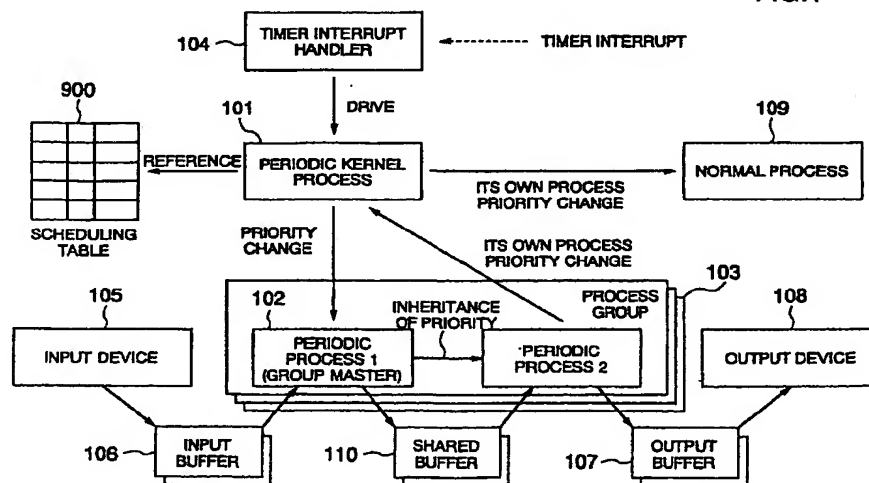 104
TIMER INTERRUPT
HANDLER
TIMER INTERRUPT
900
101
DRIVE
109
REFERENCE
PERIODIC KERNEL
PROCESS
NORMAL PROCESS
ITS OWN PROCESS
PRIORITY CHANGE
SCHEDULING
TABLE
PRIORITY
CHANGE
ITS OWN PROCESS
PRIORITY CHANGE
103
105
102
PROCESS
GROUP
108
INHERITANCE
OF PRIORITY
INPUT DEVICE
PERIODIC
PROCESS 1
(GROUP MASTER)
PERIODIC
PROCESS 2
OUTPUT DEVICE
106
INPUT
BUFFER
110
SHARED
BUFFER
107
OUTPUT
BUFFER